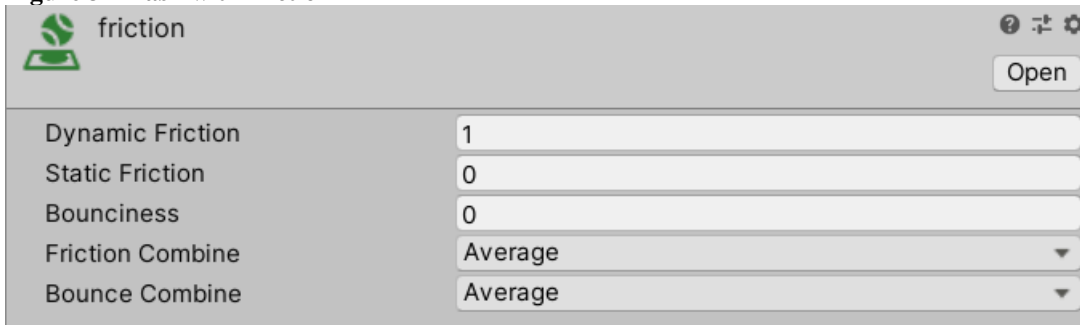 friction
Open
Dynamic Friction 1
Static Friction 0
Bounciness 0
Friction Combine Average
Bounce Combine Average